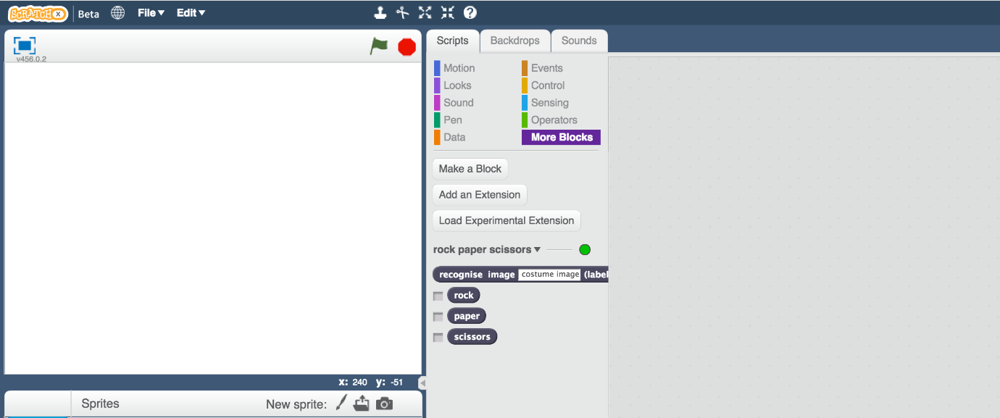 SCRATCHX Beta File Edit
v456.0.2
Scripts Backdrops Sounds
Motion Events
Looks Control
Sound Sensing
Pen Operators
Data More Blocks
Make a Block
Add an Extension
Load Experimental Extension
rock paper scissors
recognise image costume image (label
rock
paper
scissors
x: 240 y: -51
Sprites New sprite: